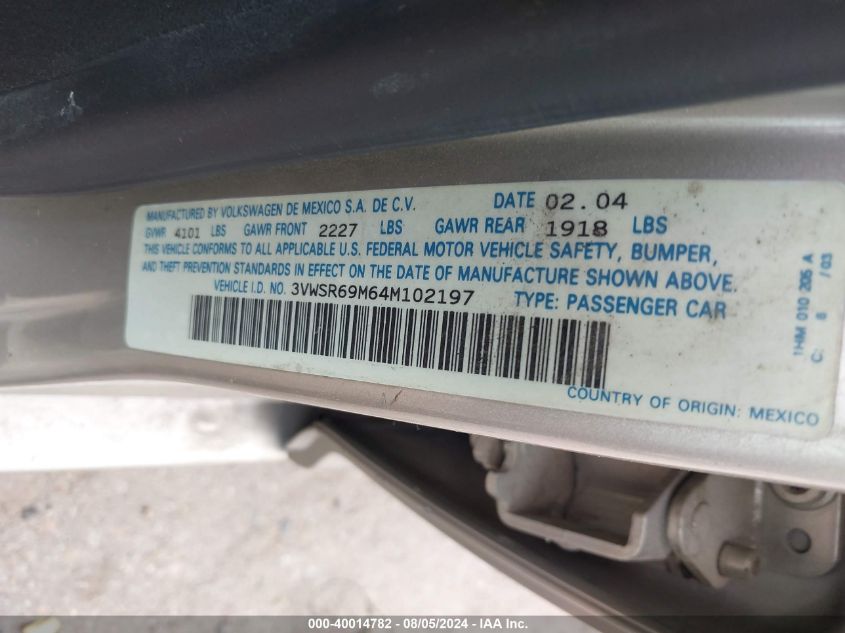 MANUFACTURED BY VOLKSWAGEN DE MEXICO S.A. DE C.V. DATE 02.04
GVWR 4101 LBS GAWR FRONT 2227 LBS GAWR REAR 1918 LBS
THIS VEHICLE CONFORMS TO ALL APPLICABLE U.S. FEDERAL MOTOR VEHICLE SAFETY, BUMPER,
AND THEFT PREVENTION STANDARDS IN EFFECT ON THE DATE OF MANUFACTURE SHOWN ABOVE.
VEHICLE I.D. NO. 3VWSR69M64M102197 TYPE: PASSENGER CAR
COUNTRY OF ORIGIN: MEXICO
1HM 010 205 A
C: 8 / 03
000-40014782 - 08/05/2024 - IAA Inc.